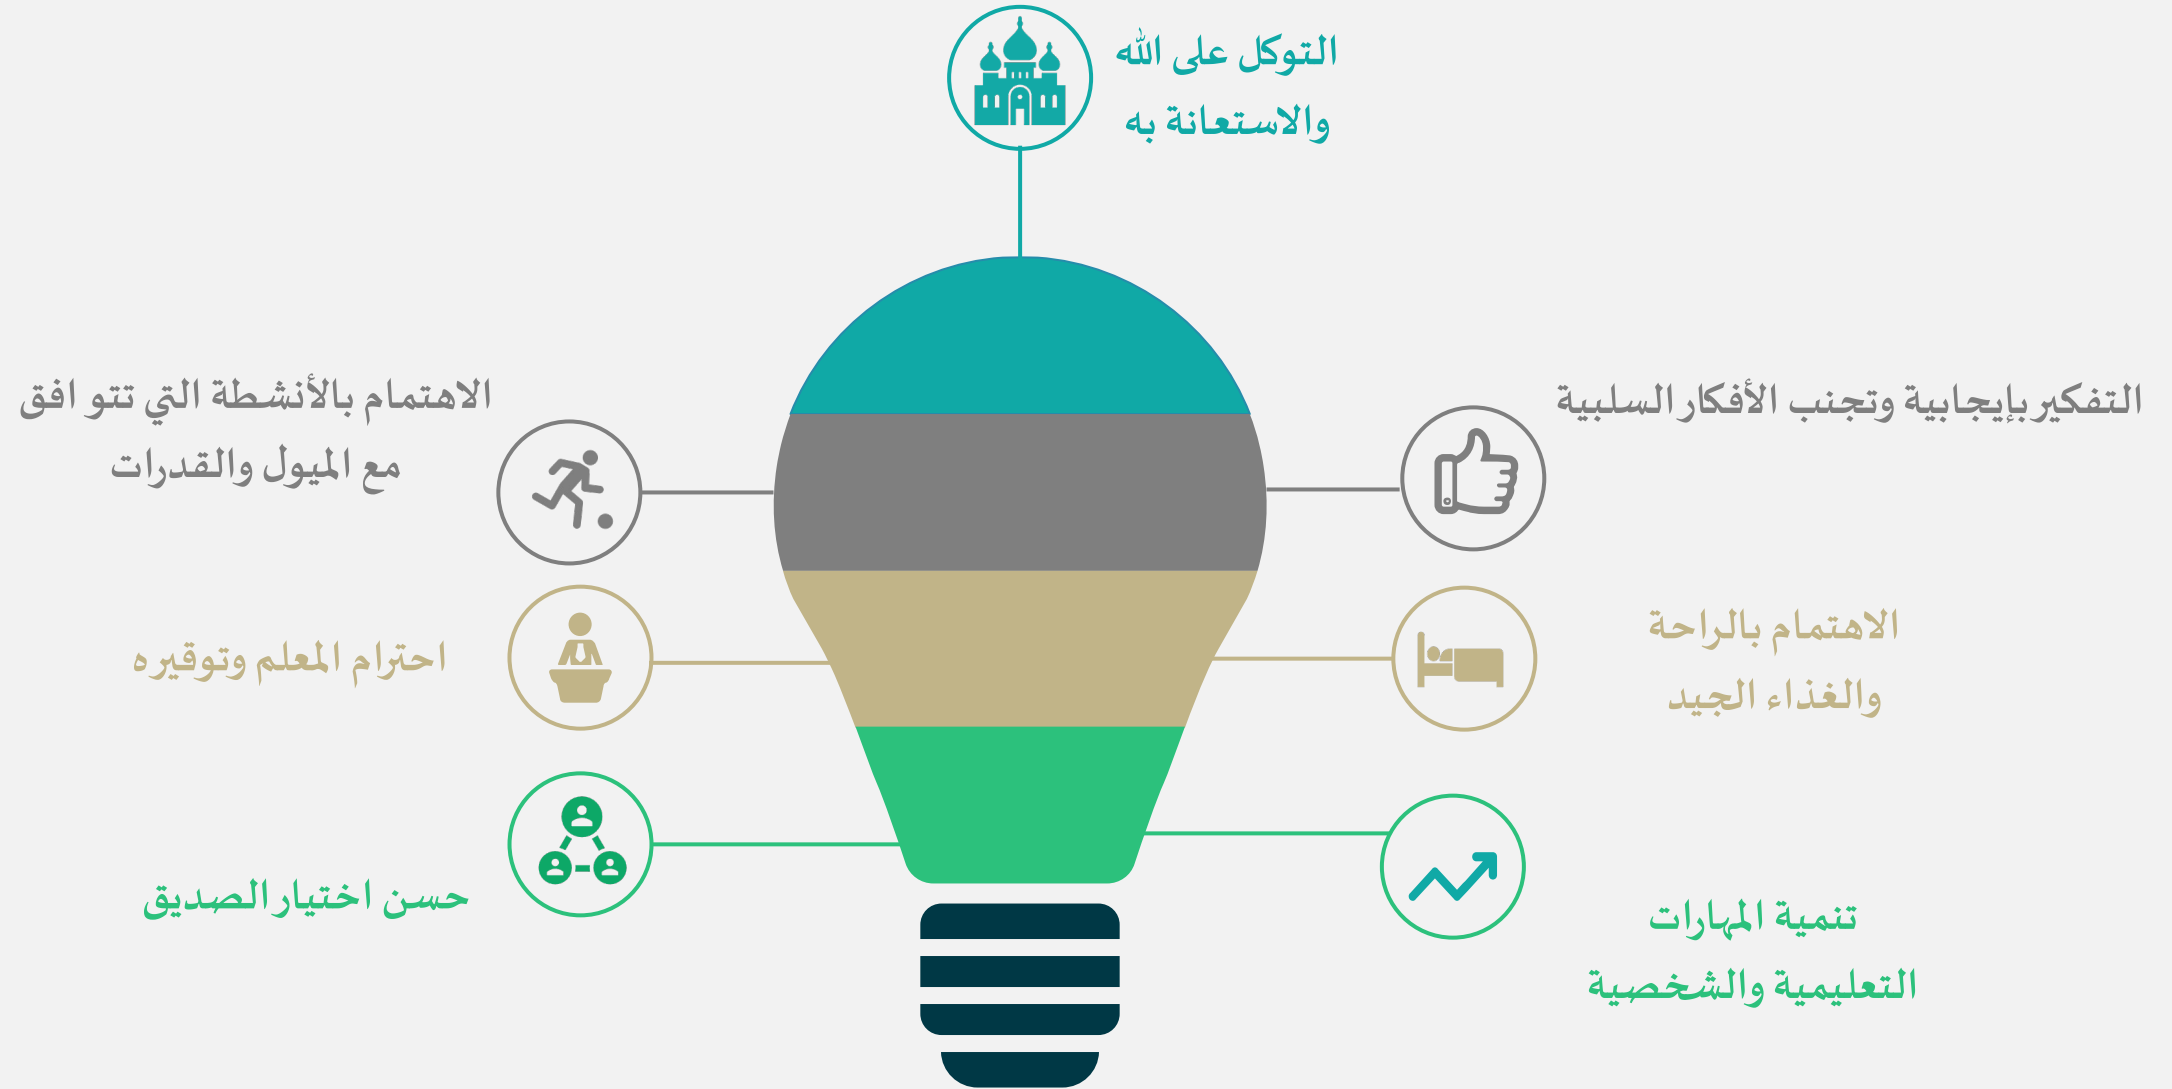 التوكل على الله
والاستعانة به
التفكير بإيجابية وتجنب الأفكار السلبية
الاهتمام بالأنشطة التي تتو افق
مع الميول والقدرات
الاهتمام بالراحة
والغذاء الجيد
احترام المعلم وتوقيره
تنمية المهارات
التعليمية والشخصية
حسن اختيار الصديق